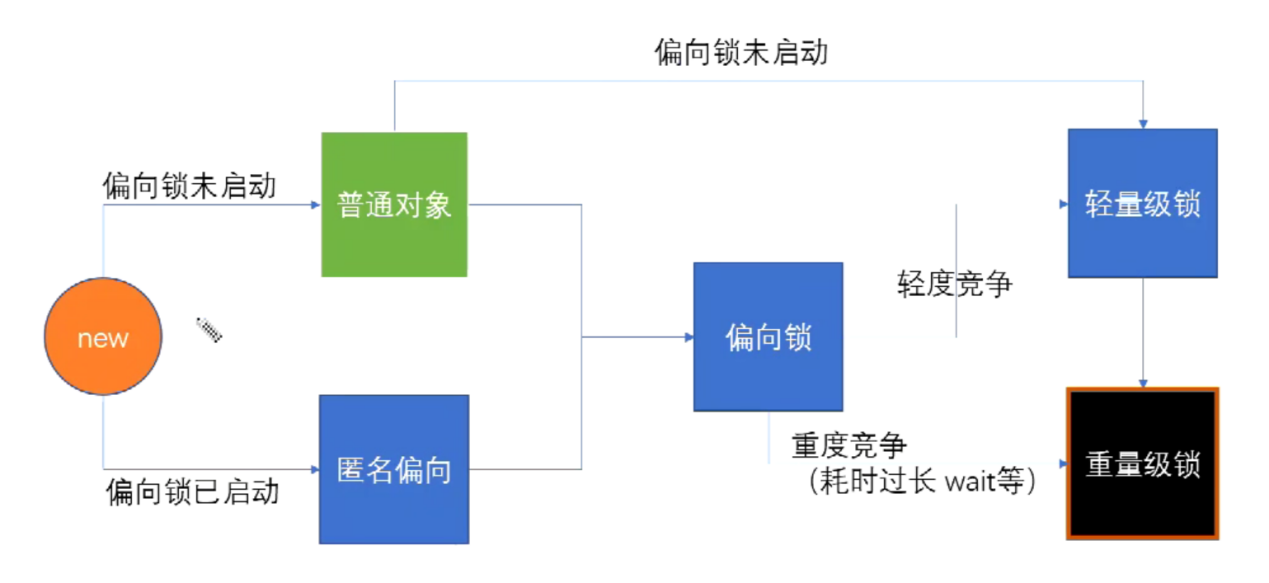 偏向锁未启动
偏向锁未启动
普通对象
轻量级锁
轻度竞争
new
偏向锁
偏向锁已启动
匿名偏向
重度竞争
（耗时过长 wait等）
重量级锁